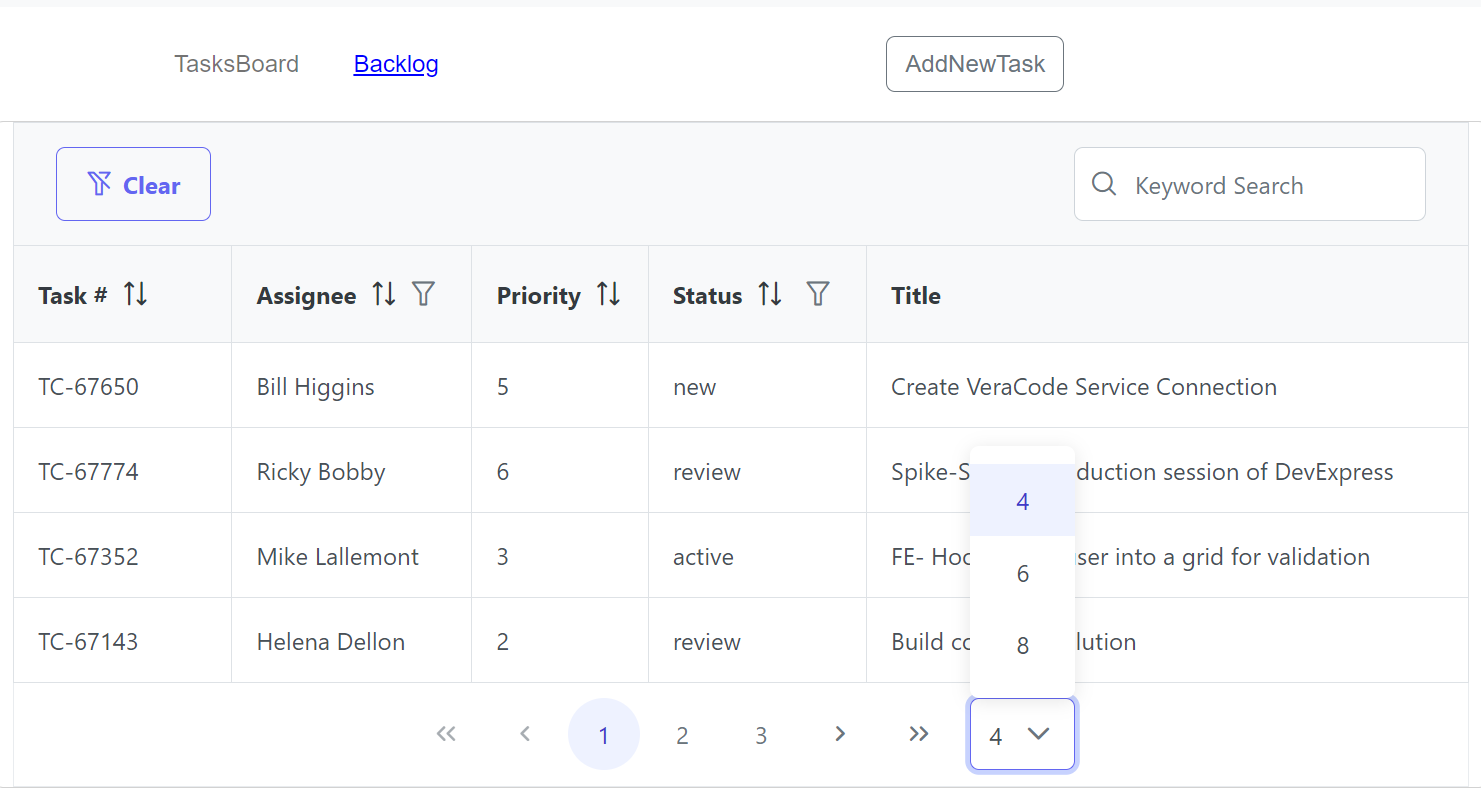 TasksBoard Backlog AddNewTask
Clear Keyword Search
Task # Assignee Priority Status Title
TC-67650 Bill Higgins 5 new Create VeraCode Service Connection
TC-67774 Ricky Bobby 6 review Spike-S duction session of DevExpress
4
TC-67352 Mike Lallemont 3 active FE- Hoo ser into a grid for validation
6
TC-67143 Helena Dellon 2 review Build co lution
8
1 2 3 4